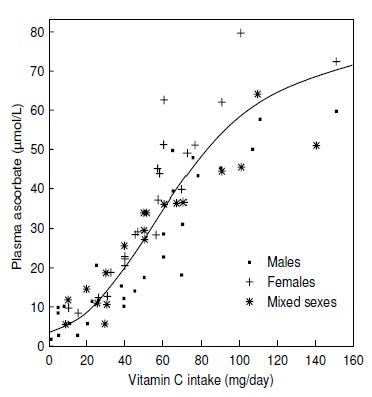 Plasma ascorbate (µmol/L)
80
70
60
50
40
30
20
10
0
Males
Females
Mixed sexes
0 20 40 60 80 100 120 140 160
Vitamin C intake (mg/day)